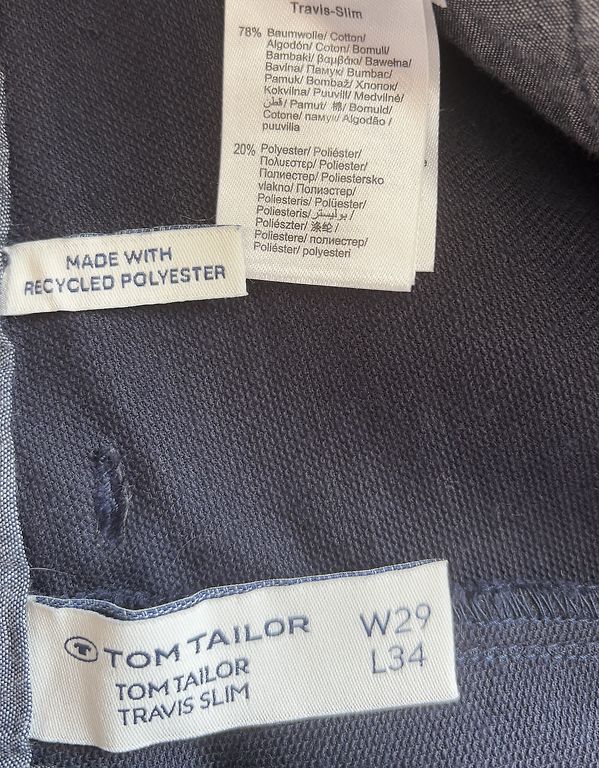 Travis-Slim
78% Baumwolle/ Cotton/
Algodón/ Coton/ Bomull/
Bambaki/ βαμβάκι/ Bawełna/
Bavlna/ Памук/ Bumbac/
Pamuk/ Bombaž/ Хлопок/
Kokvilna/ Puuvill/ Medvilnė/
قطن/ Pamut/ 棉/ Bomuld/
Cotone/ памук/ Algodão /
puuvilla
20% Polyester/ Poliéster/
Πολυεστερ/ Poliester/
Полиестер/ Poliestersko
vlakno/ Полиэстер/
Poliesteris/ Polüester/
Poliesteris/ بوليستر/
Poliészter/ 涤纶 /
Poliestere/ полиестер/
Poliéster/ polyesteri
MADE WITH
RECYCLED POLYESTER
TOM TAILOR
TOM TAILOR
TRAVIS SLIM
W29
L34